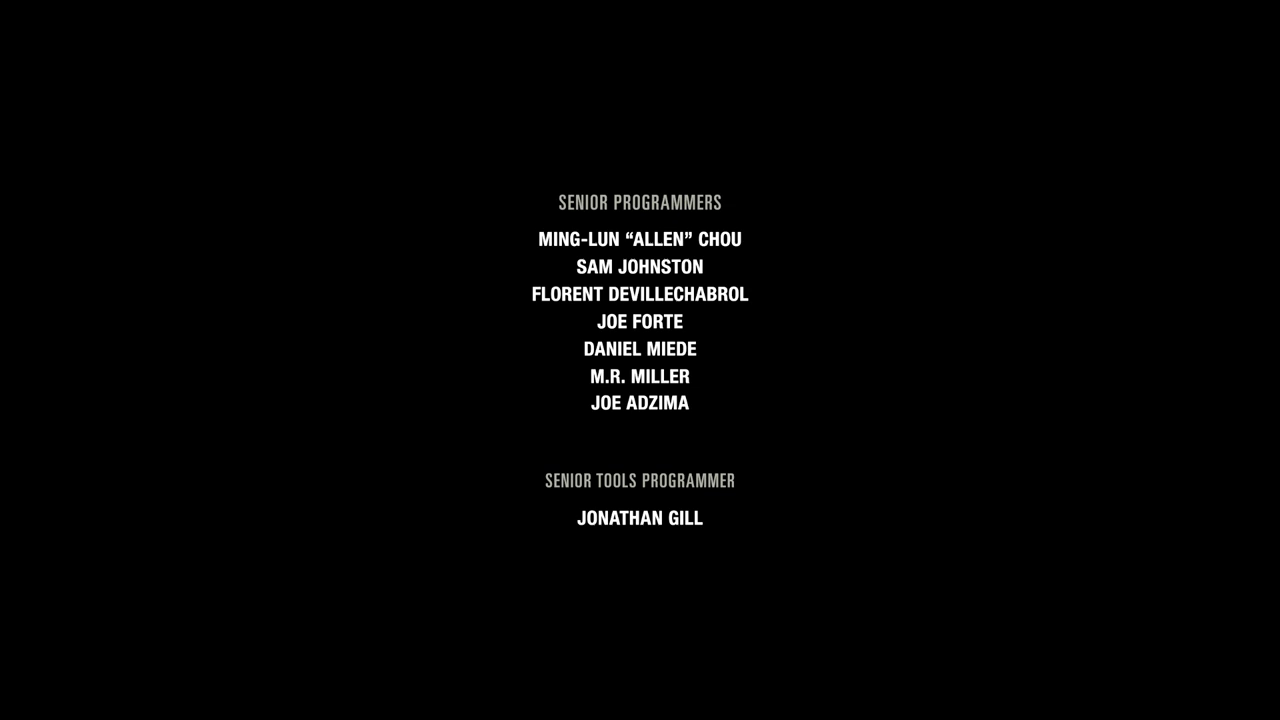 SENIOR PROGRAMMERS
MING-LUN “ALLEN” CHOU
SAM JOHNSTON
FLORENT DEVILLECHABROL
JOE FORTE
DANIEL MIEDE
M.R. MILLER
JOE ADZIMA
SENIOR TOOLS PROGRAMMER
JONATHAN GILL